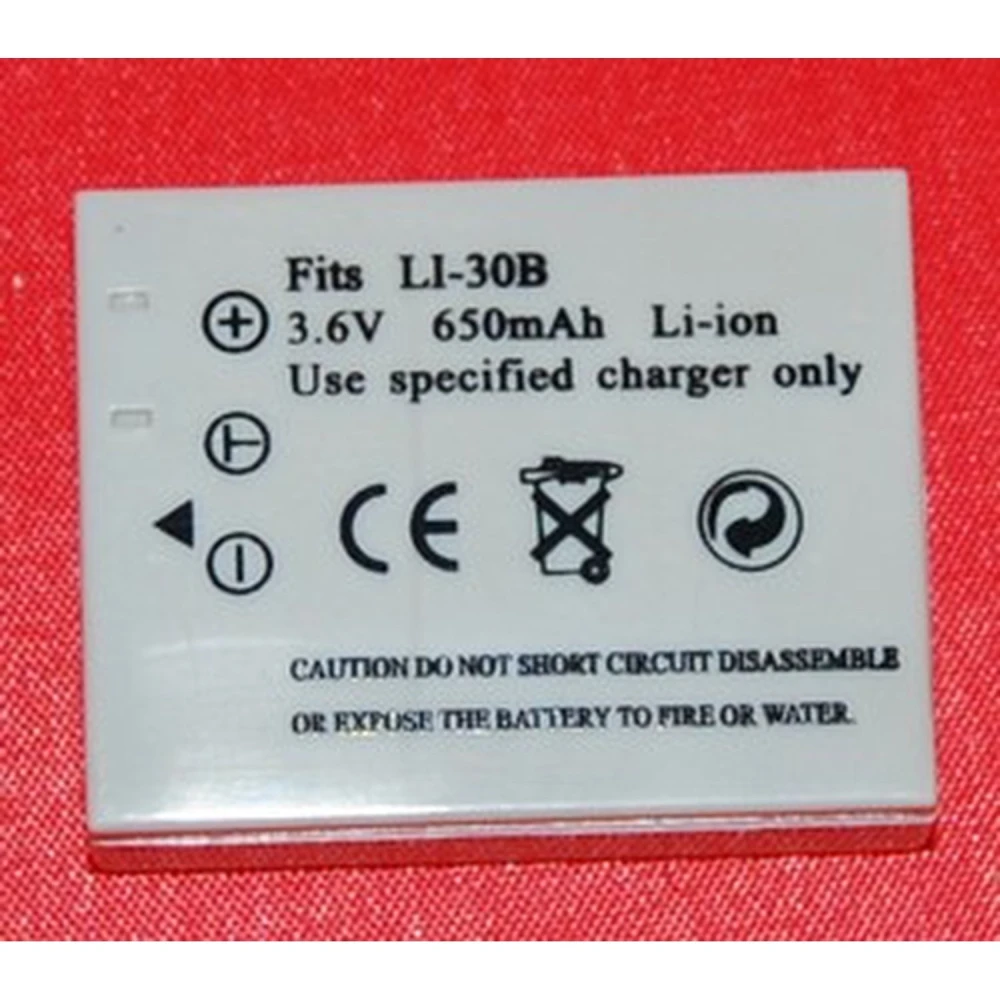 Fits LI-30B
3.6V 650mAh Li-ion
Use specified charger only
CE
CAUTION DO NOT SHORT CIRCUIT DISASSEMBLE
OR EXPOSE THE BATTERY TO FIRE OR WATER.